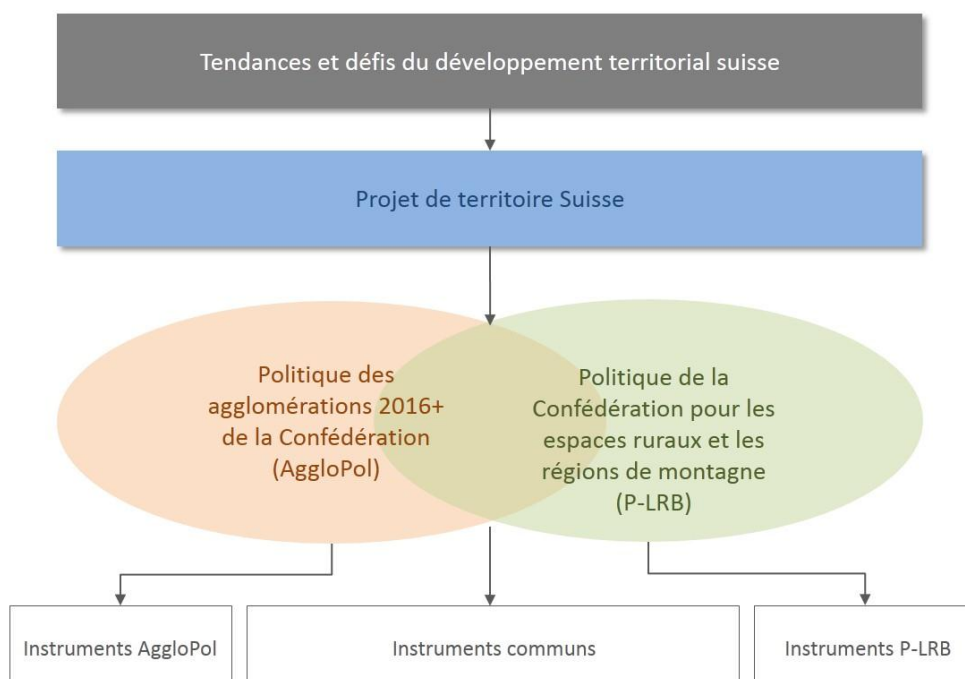 Tendances et défis du développement territorial suisse
Projet de territoire Suisse
Politique des
agglomérations 2016+
de la Confédération
(AggloPol)
Politique de la
Confédération pour les
espaces ruraux et les
régions de montagne
(P-LRB)
Instruments AggloPol
Instruments communs
Instruments P-LRB